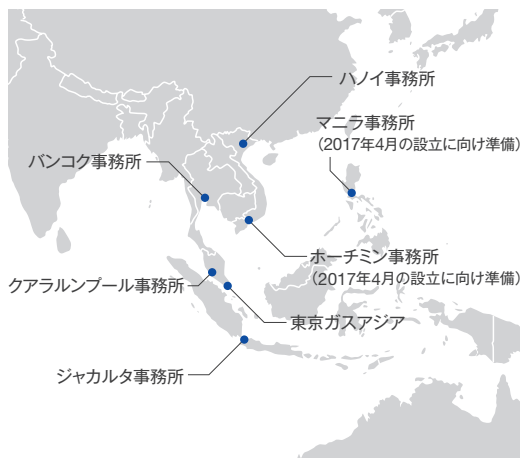 ハノイ事務所
マニラ事務所
（2017年4月の設立に向け準備）
バンコク事務所
ホーチミン事務所
（2017年4月の設立に向け準備）
クアラルンプール事務所
東京ガスアジア
ジャカルタ事務所